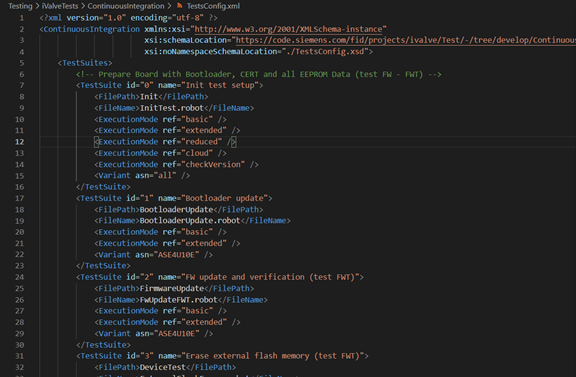 Testing > iValveTests > ContinuousIntegration > TestsConfig.xml
1 <?xml version="1.0" encoding="utf-8" ?>
2 <ContinuousIntegration xmlns:xsi="http://www.w3.org/2001/XMLSchema-instance"
3 xsi:schemaLocation="https://code.siemens.com/fid/projects/ivalve/Test/-/tree/develop/Continuous
4 xsi:noNamespaceSchemaLocation="./TestsConfig.xsd">
5 <TestSuites>
6 <!-- Prepare Board with Bootloader, CERT and all EEPROM Data (test FW - FWT) -->
7 <TestSuite id="0" name="Init test setup">
8 <FilePath>Init</FilePath>
9 <FileName>InitTest.robot</FileName>
10 <ExecutionMode ref="basic" />
11 <ExecutionMode ref="extended" />
12 <ExecutionMode ref="reduced" />
13 <ExecutionMode ref="cloud" />
14 <ExecutionMode ref="checkVersion" />
15 <Variant asn="all" />
16 </TestSuite>
17 <TestSuite id="1" name="Bootloader update">
18 <FilePath>BootloaderUpdate</FilePath>
19 <FileName>BootloaderUpdate.robot</FileName>
20 <ExecutionMode ref="basic" />
21 <ExecutionMode ref="extended" />
22 <Variant asn="ASE4U10E" />
23 </TestSuite>
24 <TestSuite id="2" name="FW update and verification (test FWT)">
25 <FilePath>FirmwareUpdate</FilePath>
26 <FileName>FwUpdateFWT.robot</FileName>
27 <ExecutionMode ref="basic" />
28 <ExecutionMode ref="extended" />
29 <Variant asn="ASE4U10E" />
30 </TestSuite>
31 <TestSuite id="3" name="Erase external flash memory (test FWT)">
32 <FilePath>DeviceTest</FilePath>